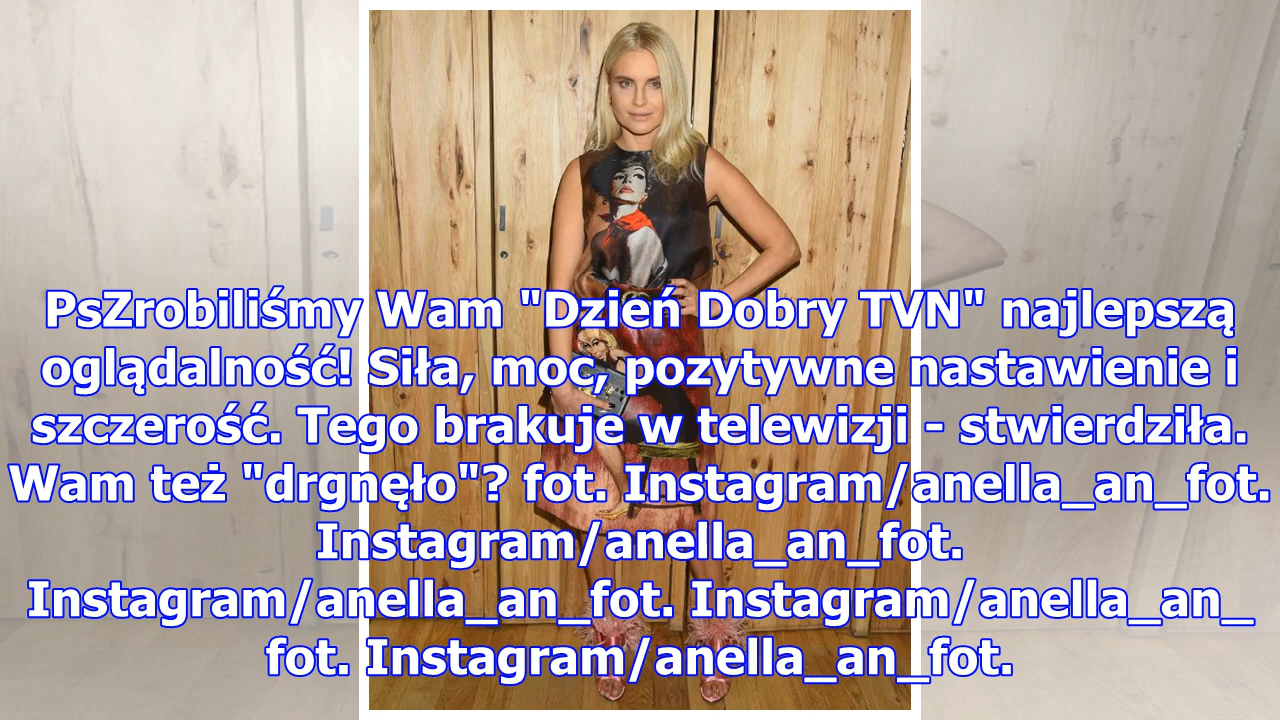 PsZrobiliśmy Wam "Dzień Dobry TVN" najlepszą
oglądalność! Siła, moc, pozytywne nastawienie i
szczerość. Tego brakuje w telewizji - stwierdziła.
Wam też "drgnęło"? fot. Instagram/anella_an_fot.
Instagram/anella_an_fot.
Instagram/anella_an_fot. Instagram/anella_an_
fot. Instagram/anella_an_fot.